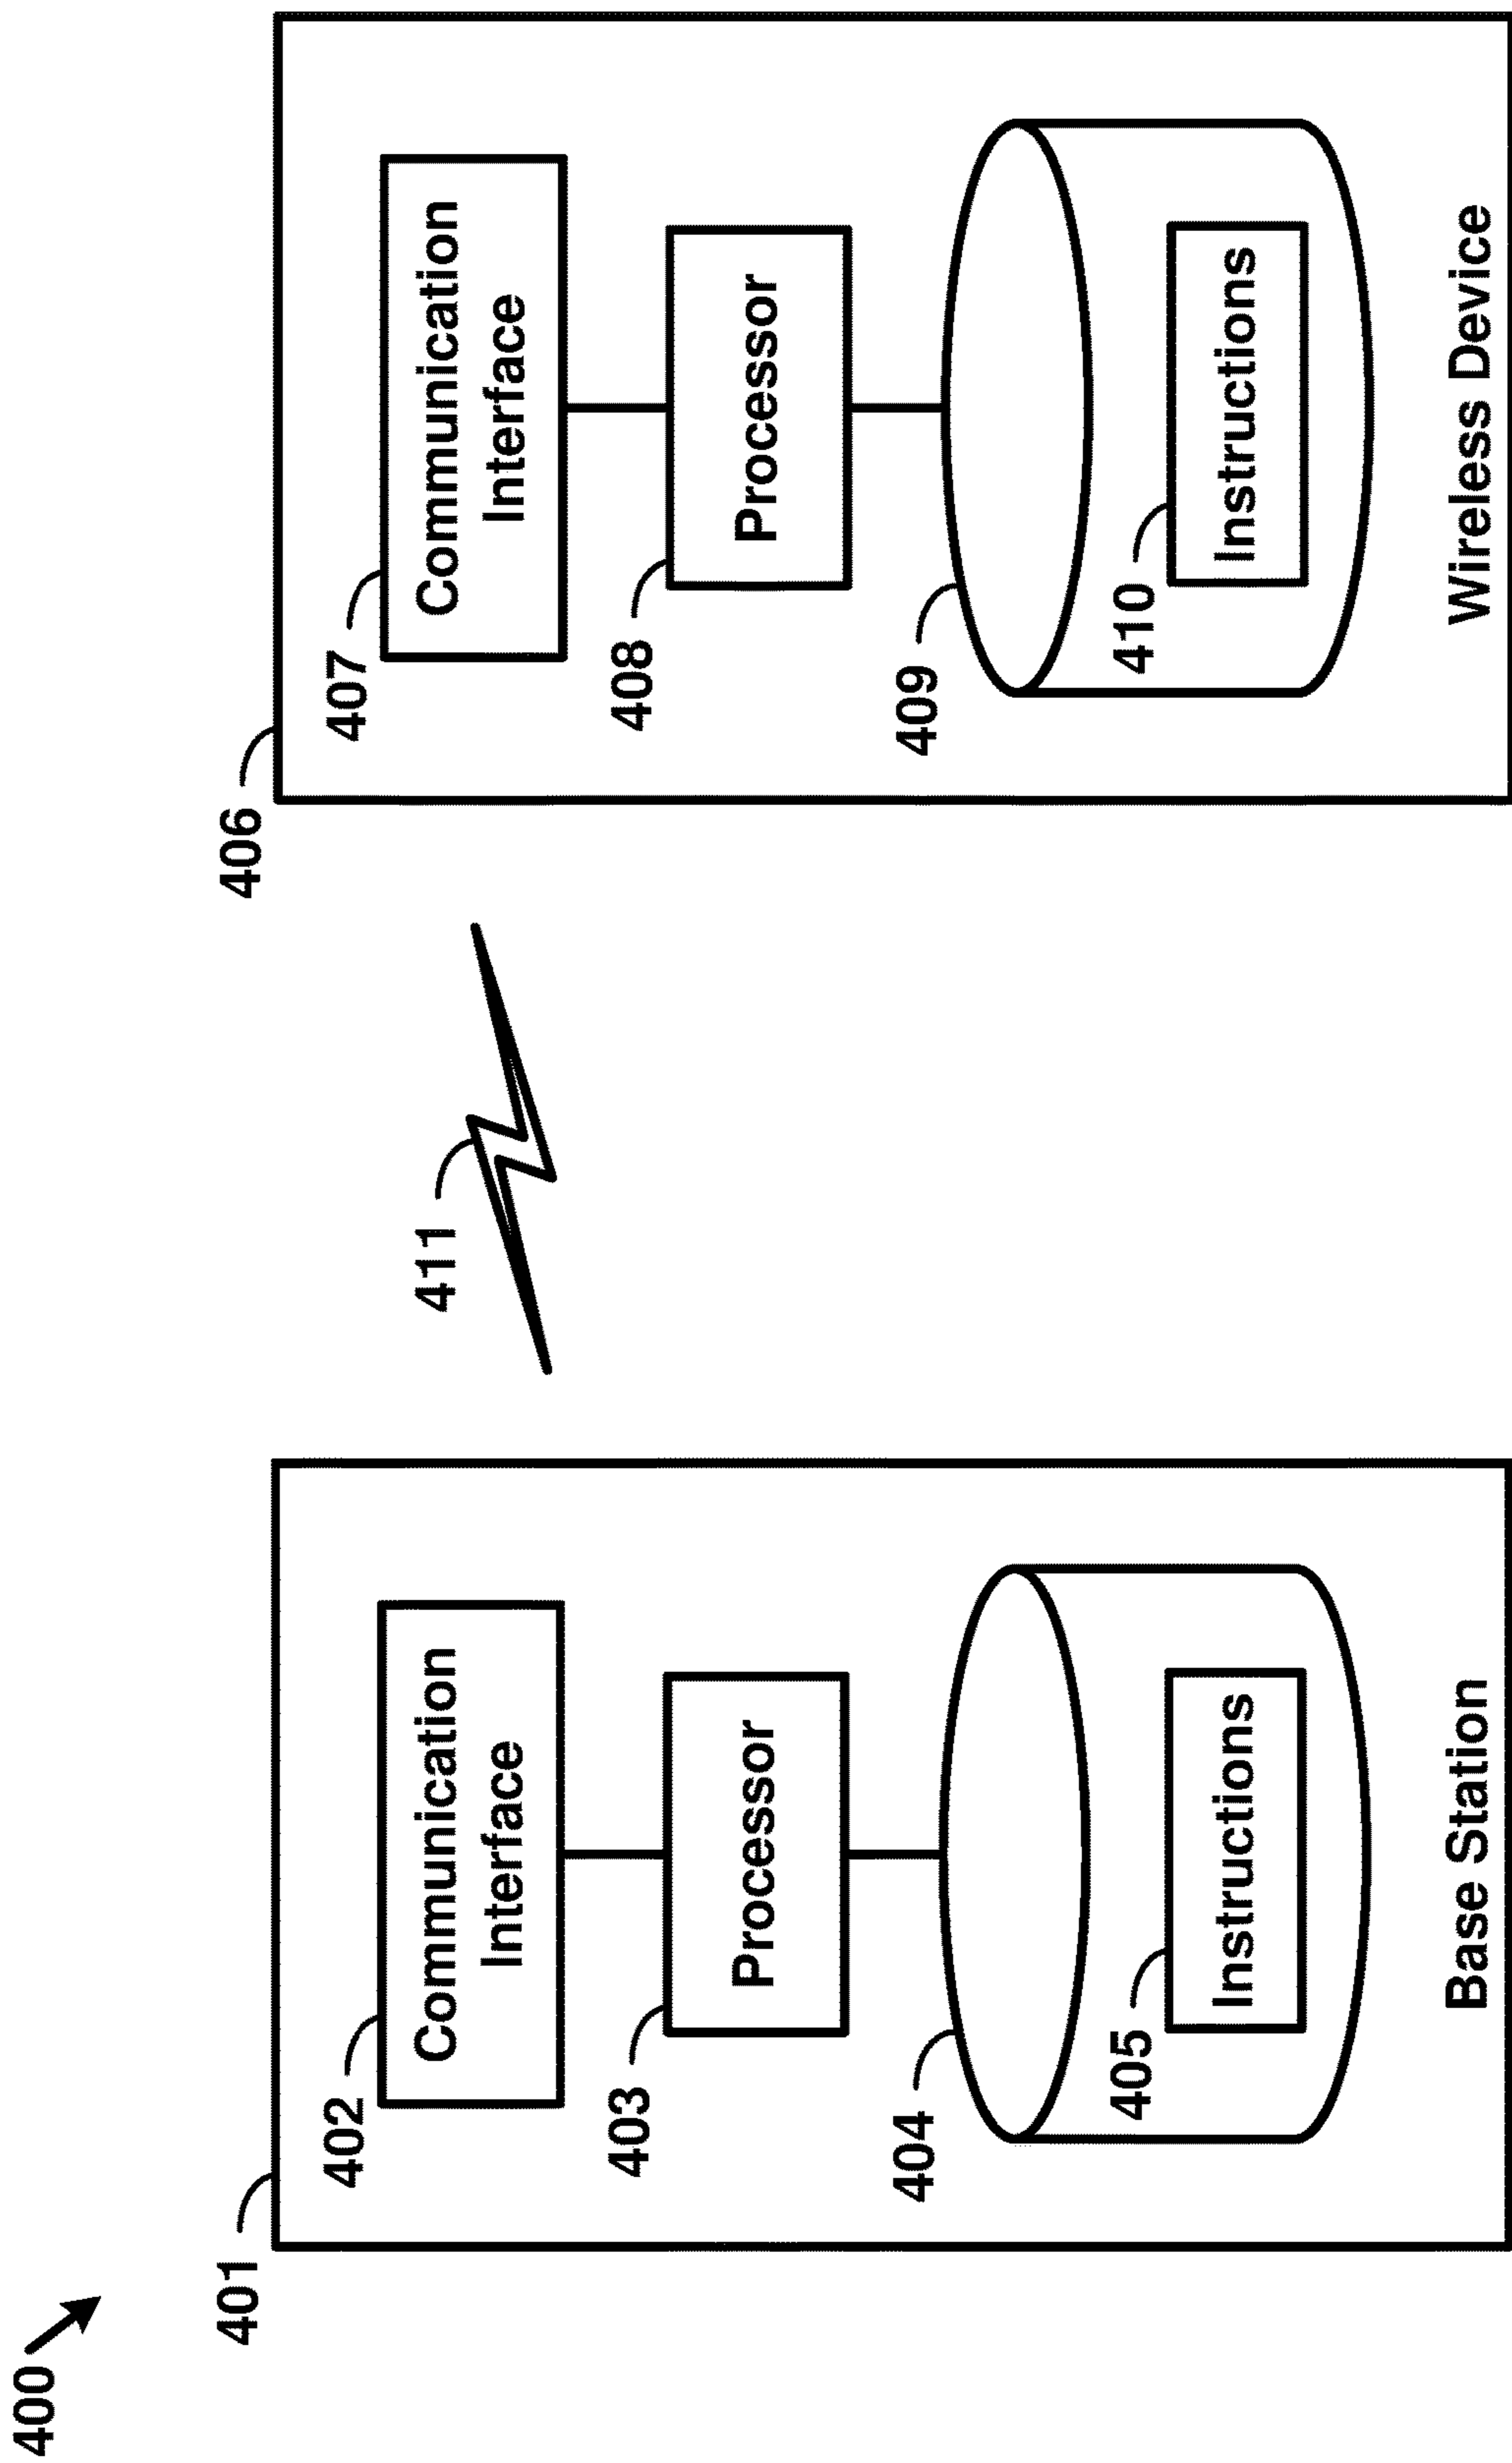 400
401
402
Communication
Interface
403
Processor
404
405
Instructions
Base Station
411
406
407
Communication
Interface
408
Processor
409
410
Instructions
Wireless Device